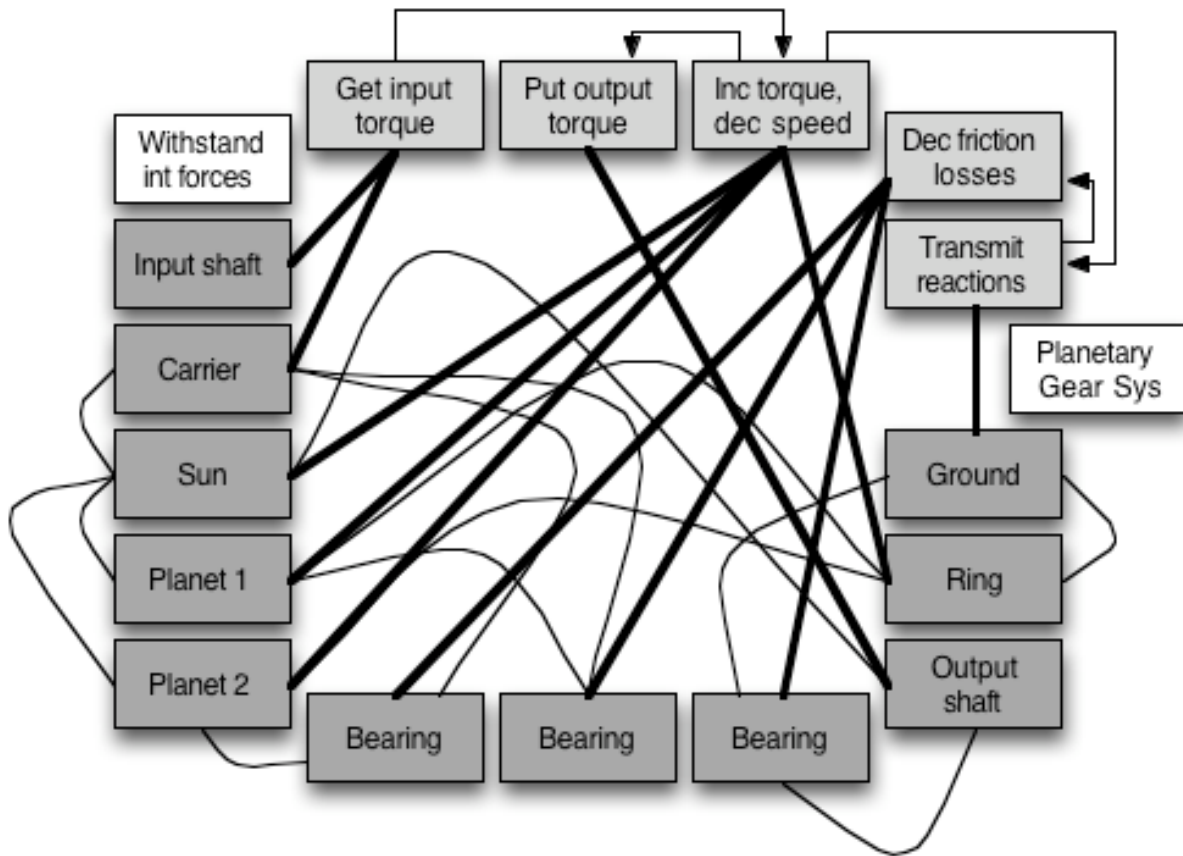 Get input
torque
Put output
torque
Inc torque,
dec speed
Withstand
int forces
Dec friction
losses
Input shaft
Transmit
reactions
Carrier
Planetary
Gear Sys
Sun
Ground
Planet 1
Ring
Planet 2
Output
shaft
Bearing
Bearing
Bearing